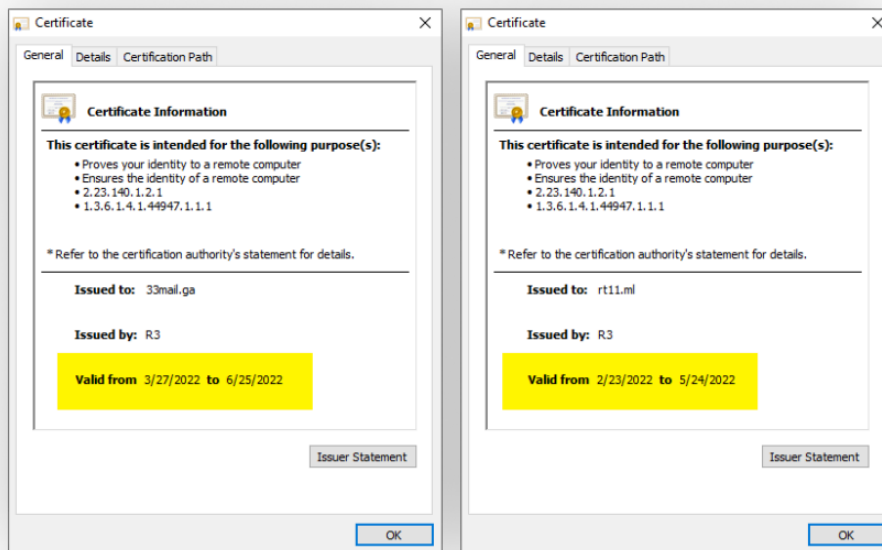 Certificate
General Details Certification Path
Certificate Information
This certificate is intended for the following purpose(s):
• Proves your identity to a remote computer
• Ensures the identity of a remote computer
• 2.23.140.1.2.1
• 1.3.6.1.4.1.44947.1.1.1
* Refer to the certification authority's statement for details.
Issued to: 33mail.ga
Issued by: R3
Valid from 3/27/2022 to 6/25/2022
Issuer Statement
OK
Certificate
General Details Certification Path
Certificate Information
This certificate is intended for the following purpose(s):
• Proves your identity to a remote computer
• Ensures the identity of a remote computer
• 2.23.140.1.2.1
• 1.3.6.1.4.1.44947.1.1.1
* Refer to the certification authority's statement for details.
Issued to: rt11.ml
Issued by: R3
Valid from 2/23/2022 to 5/24/2022
Issuer Statement
OK